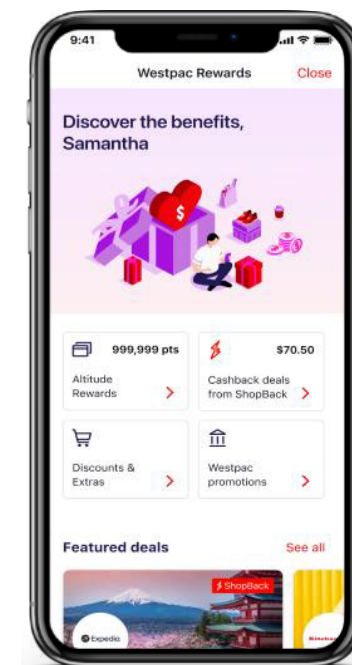 9:41
Westpac Rewards
Close
Discover the benefits,
Samantha
$
999,999 pts
$70.50
Altitude
Rewards
Cashback deals
from ShopBack
Discounts &
Extras
Westpac
promotions
Featured deals
See all
ShopBack
Expedia